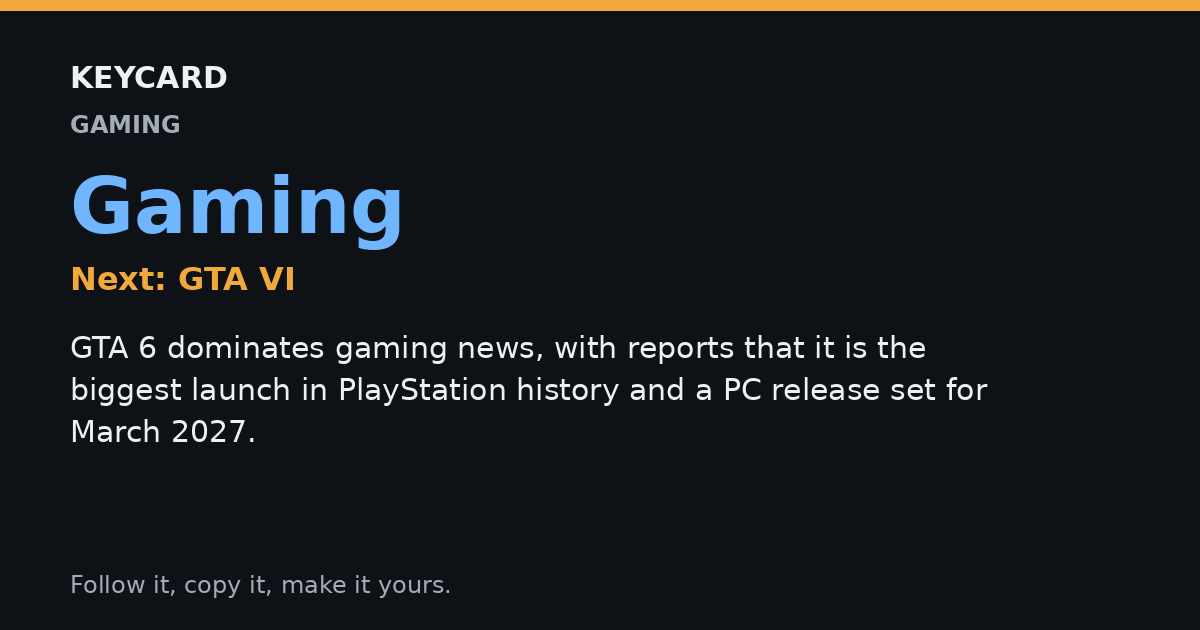 KEYCARD
GAMING
Gaming
Next: GTA VI
GTA 6 dominates gaming news, with reports that it is the
biggest launch in PlayStation history and a PC release set for
March 2027.
Follow it, copy it, make it yours.